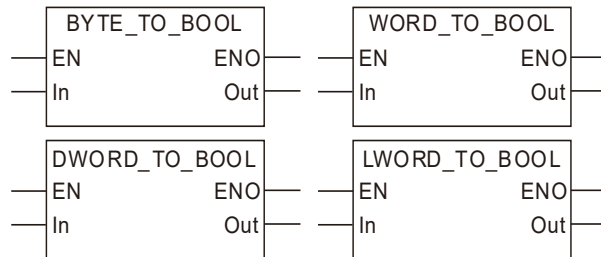 BYTE_TO_BOOL WORD_TO_BOOL
EN ENO EN ENO
In Out In Out
DWORD_TO_BOOL LWORD_TO_BOOL
EN ENO EN ENO
In Out In Out